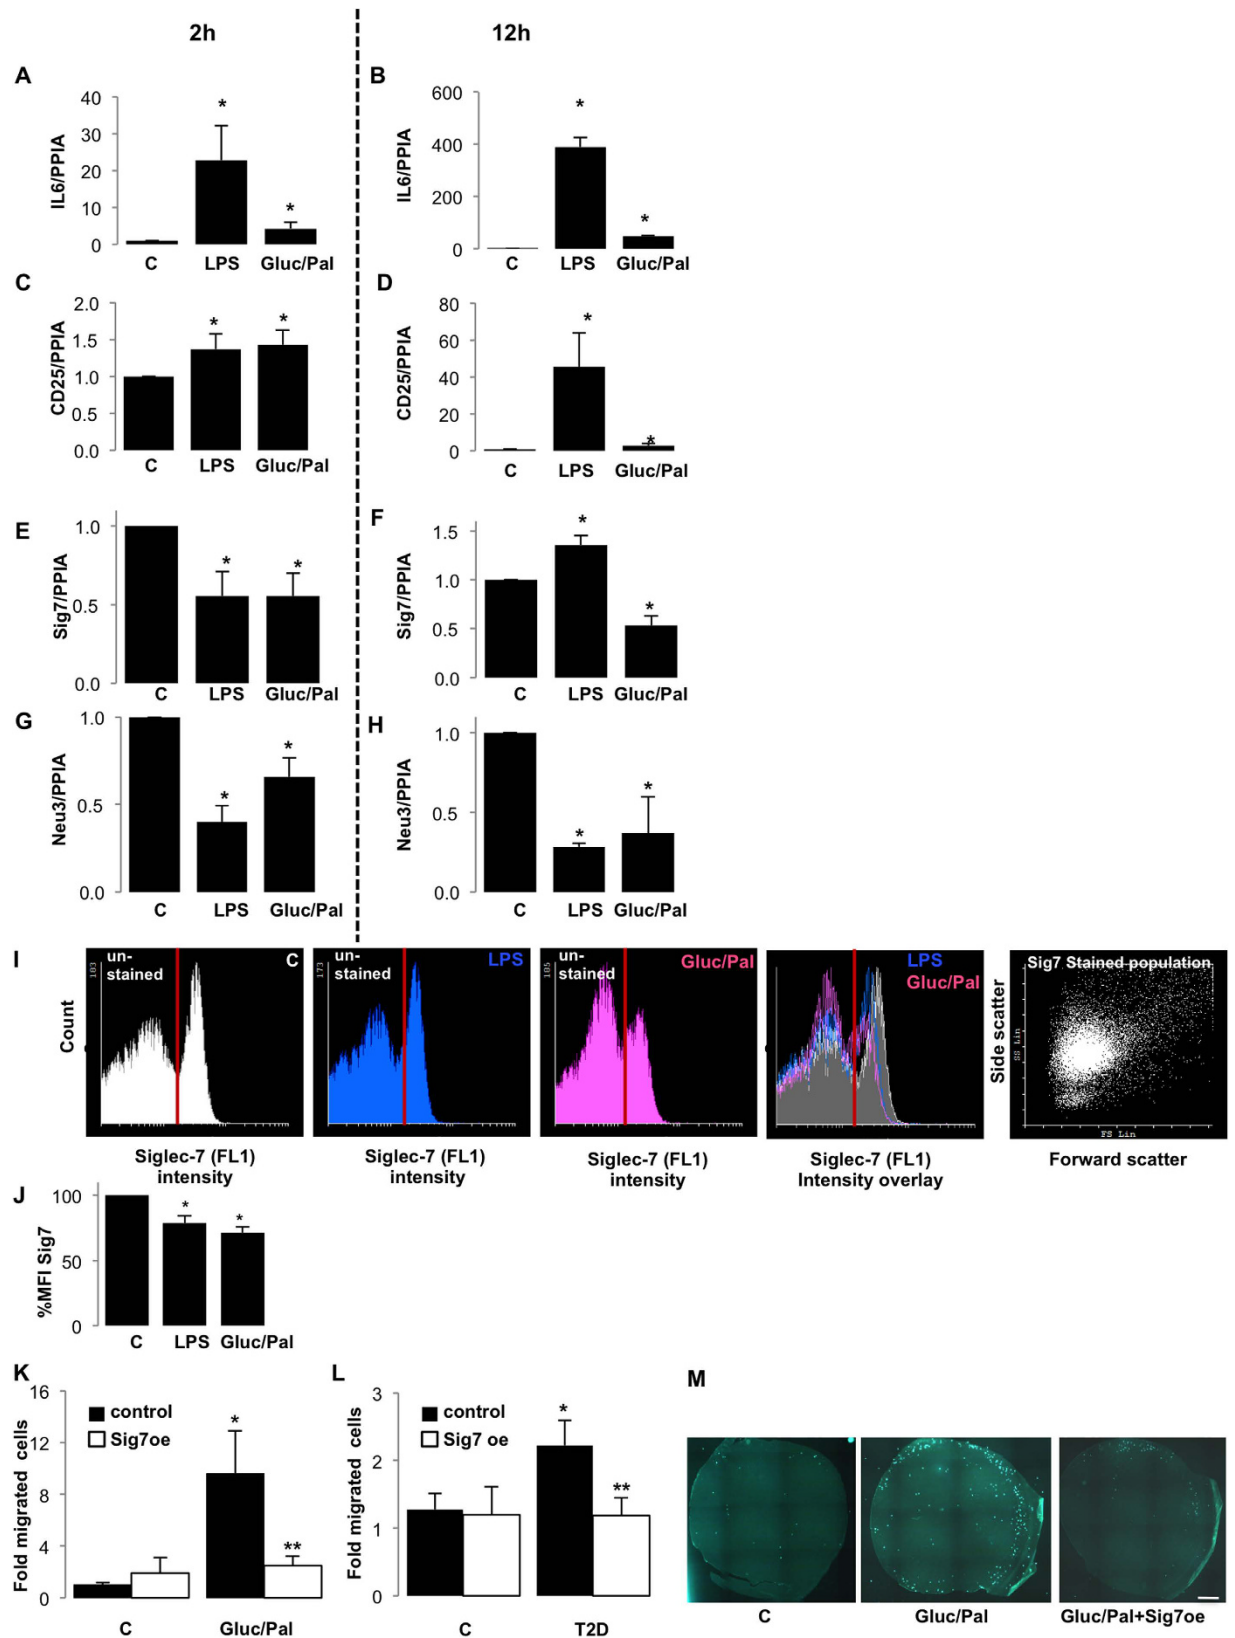 2h
12h
A
IL6/PPIA
40
30
20
10
0
*
*
C
LPS
Gluc/Pal
B
IL6/PPIA
600
400
200
0
*
*
C
LPS
Gluc/Pal
C
CD25/PPIA
2.0
1.5
1.0
0.5
0.0
*
*
C
LPS
Gluc/Pal
D
CD25/PPIA
80
60
40
20
0
*
*
C
LPS
Gluc/Pal
E
Sig7/PPIA
1.0
0.5
0.0
*
*
C
LPS
Gluc/Pal
F
Sig7/PPIA
1.5
1.0
0.5
0.0
*
*
C
LPS
Gluc/Pal
G
Neu3/PPIA
1.0
0.5
0.0
*
*
C
LPS
Gluc/Pal
H
Neu3/PPIA
1.0
0.5
0.0
*
*
C
LPS
Gluc/Pal
I
Count
un-
stained
C
183
Siglec-7 (FL1)
intensity
un-
stained
LPS
173
Siglec-7 (FL1)
intensity
un-
stained
Gluc/Pal
185
Siglec-7 (FL1)
intensity
LPS
Gluc/Pal
Siglec-7 (FL1)
Intensity overlay
Sig7 Stained population
Side scatter
SS Lin
FS Lin
Forward scatter
J
%MFI Sig7
100
50
0
*
*
C
LPS
Gluc/Pal
K
Fold migrated cells
16
12
8
4
0
control
Sig7oe
*
**
C
Gluc/Pal
L
Fold migrated cells
3
2
1
0
control
Sig7 oe
*
**
C
T2D
M
C
Gluc/Pal
Gluc/Pal+Sig7oe